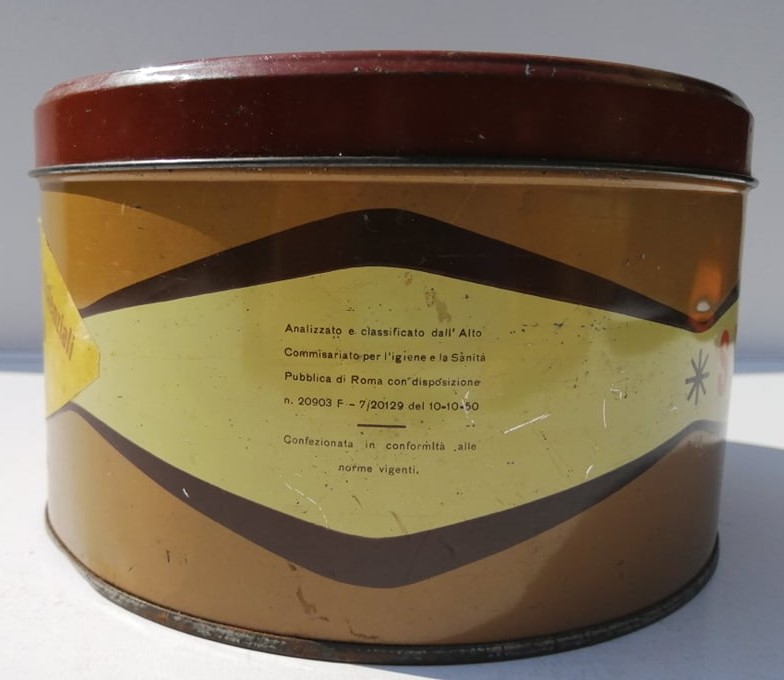 Analizzato e classificato dall' Alto
Commisariato per l'igiene e la Sànità
Pubblica di Roma con disposizione
n. 20903 F - 7/20129 del 10-10-50
Confezionata in conformità alle
norme vigenti.